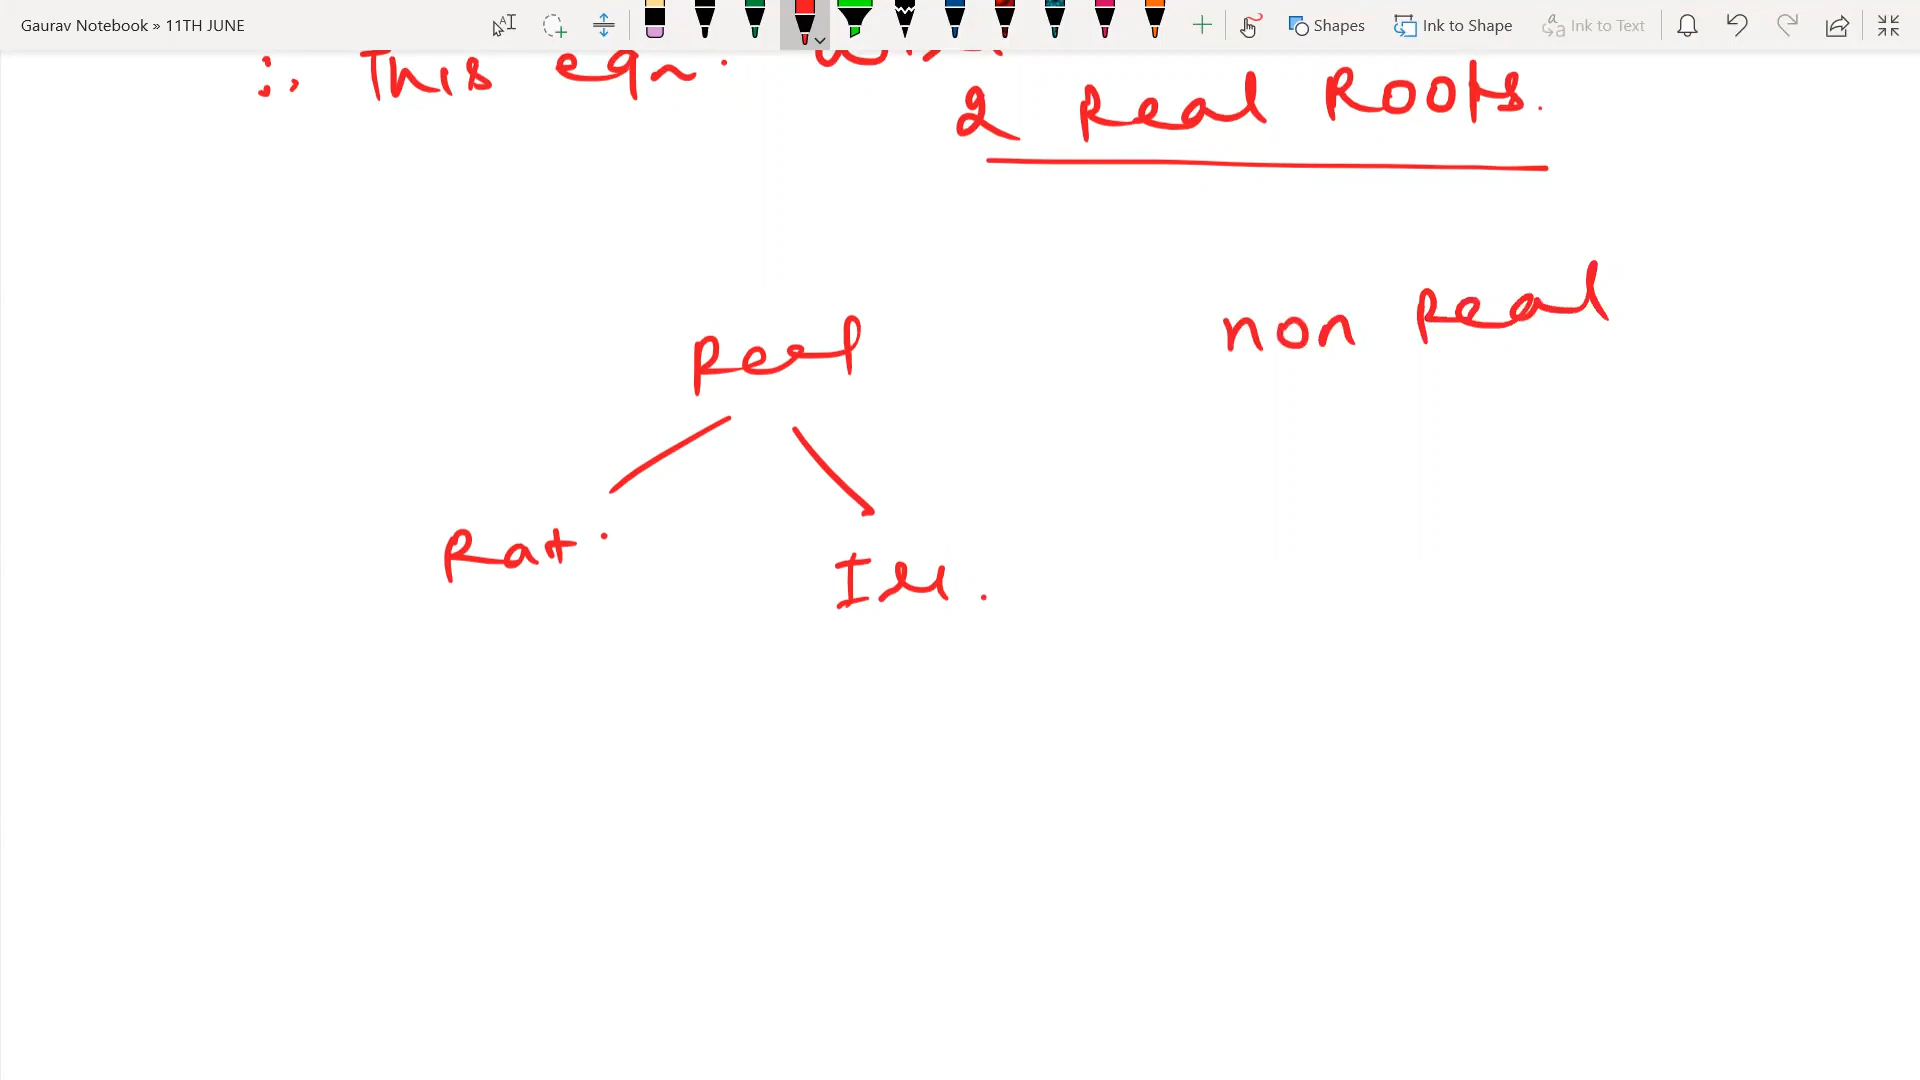 Gaurav Notebook » 11TH JUNE
Shapes
Ink to Shape
Ink to Text
∴ This eqn.
2 Real Roots.
Real
non Real
Rat.
Irr.